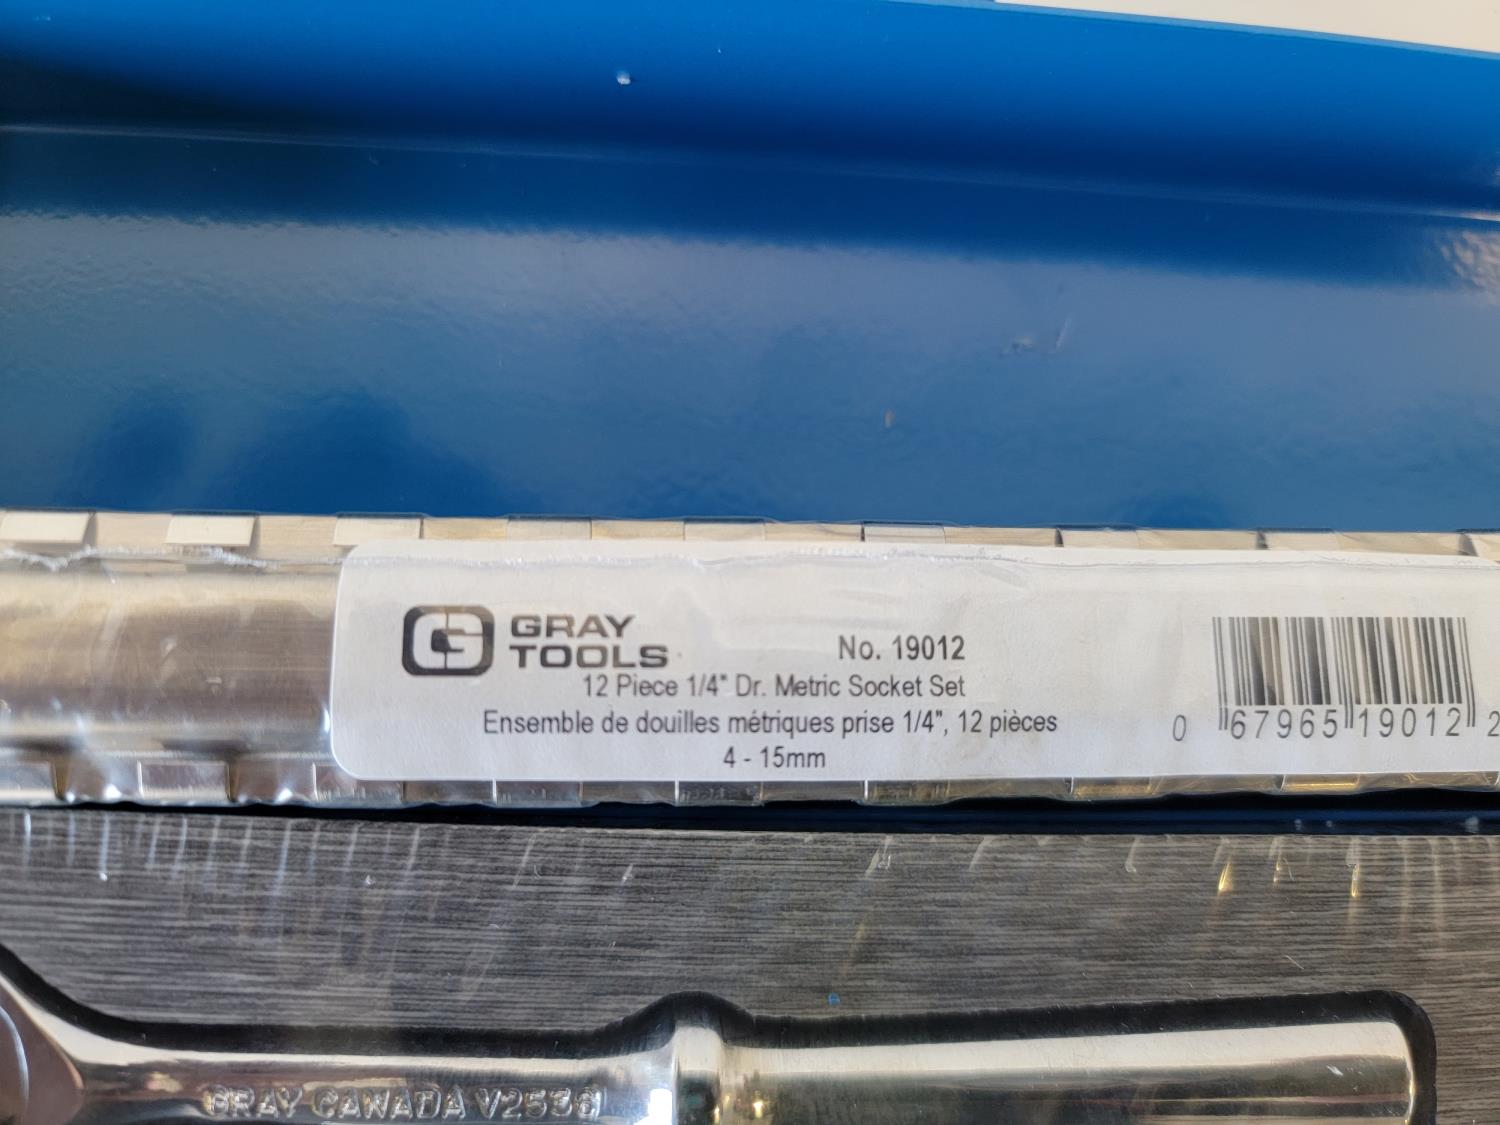 GRAY
TOOLS
No. 19012
12 Piece 1/4" Dr. Metric Socket Set
Ensemble de douilles métriques prise 1/4", 12 pièces
4 - 15mm
0 67965 19012 2
GRAY CANADA V2536